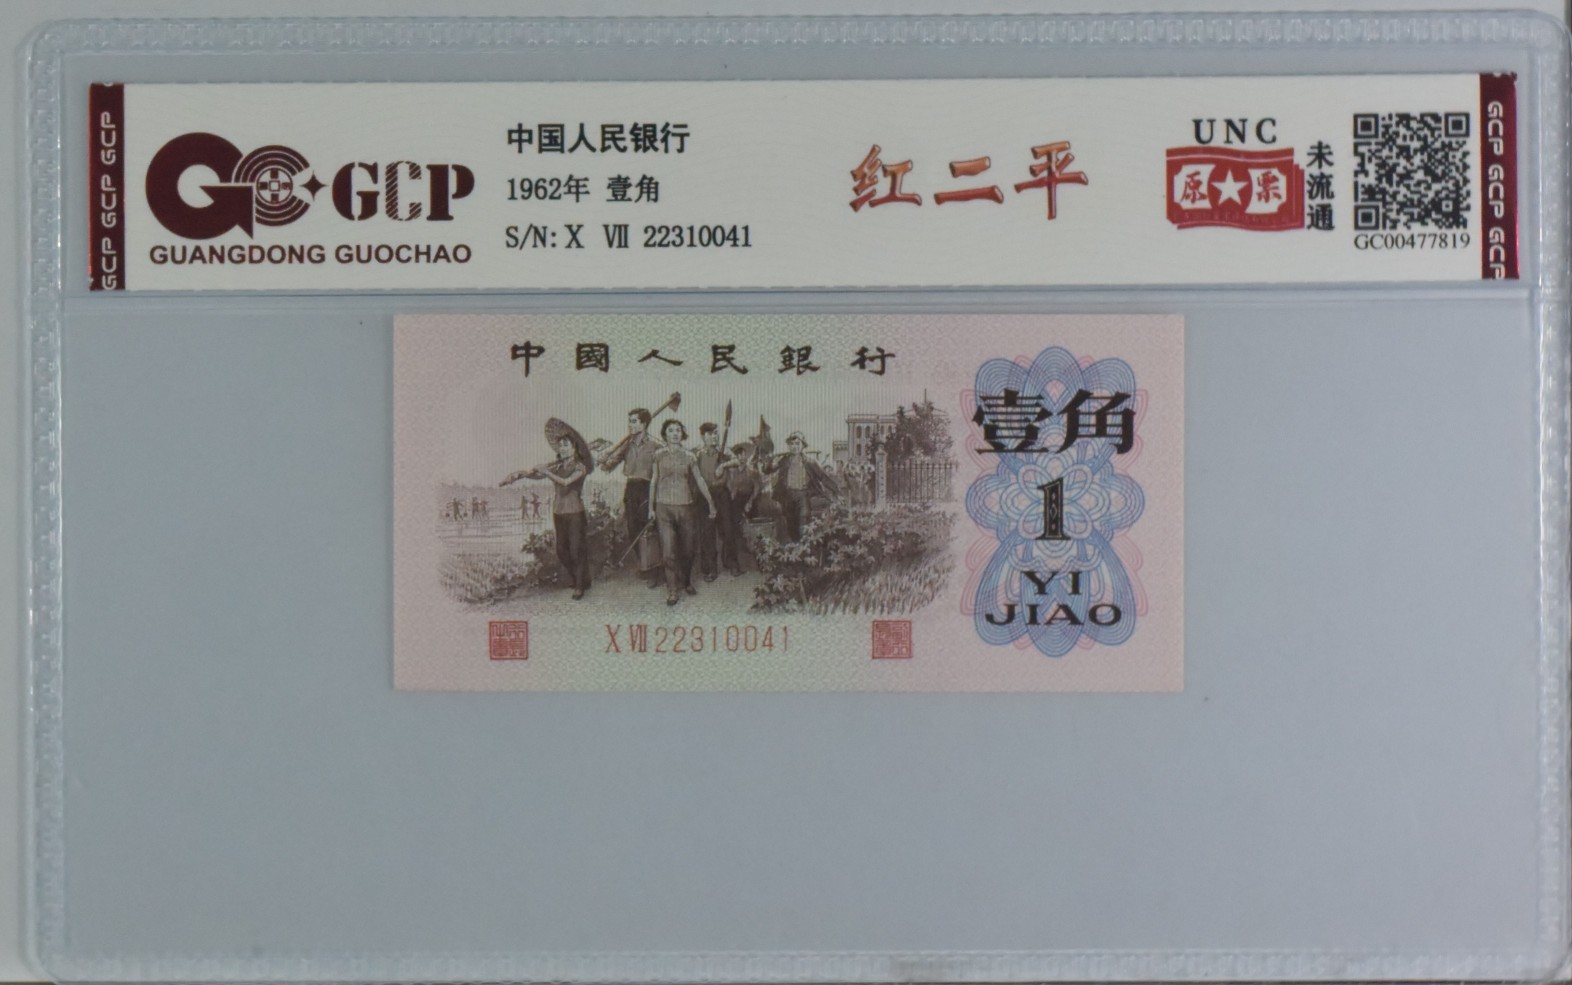 GCP GCP GCP
GCP
GUANGDONG GUOCHAO
中国人民银行
1962年 壹角
S/N: X Ⅶ 22310041
红二平
UNC
原★票
未流通
GC00477819
GCP GCP GCP
中國人民銀行
壹角
1
YI
JIAO
X Ⅶ 22310041